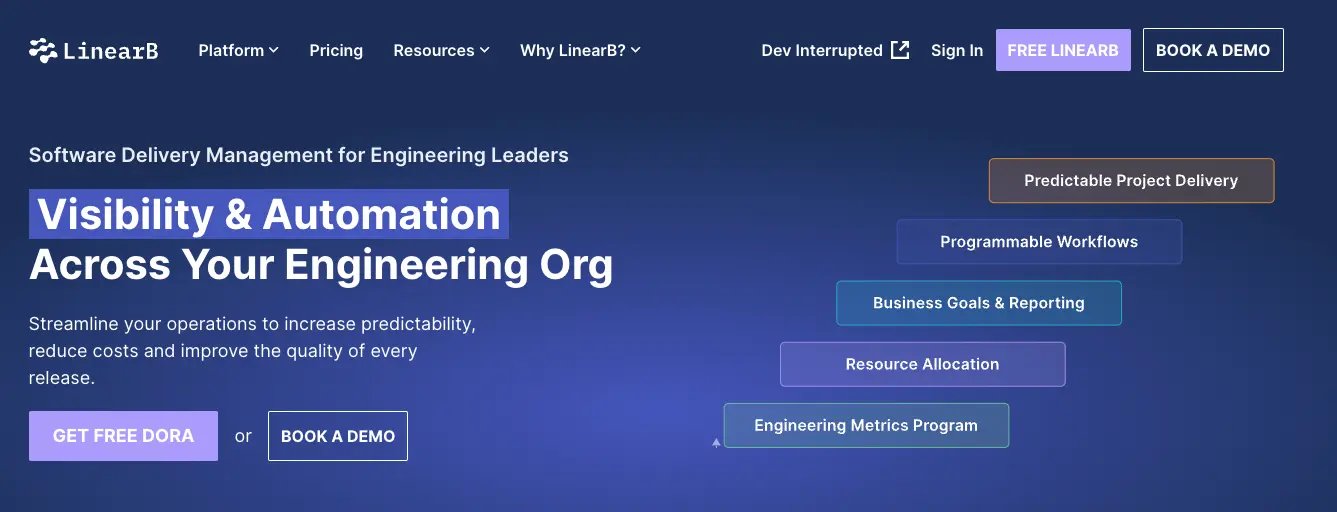 LinearB Platform Pricing Resources Why LinearB? Dev Interrupted Sign In FREE LINEARB BOOK A DEMO
Software Delivery Management for Engineering Leaders
Visibility & Automation
Across Your Engineering Org
Streamline your operations to increase predictability,
reduce costs and improve the quality of every
release.
GET FREE DORA or BOOK A DEMO
Predictable Project Delivery
Programmable Workflows
Business Goals & Reporting
Resource Allocation
Engineering Metrics Program